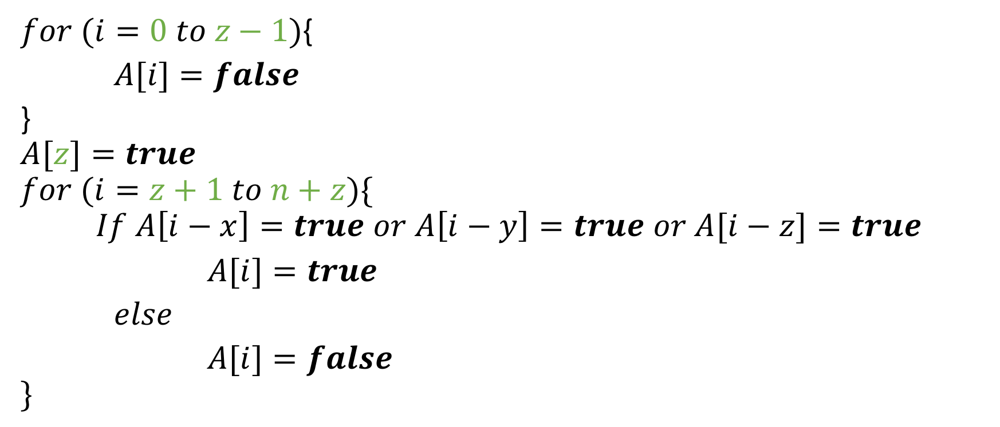 for (i = 0 to z − 1){
A[i] = false
}
A[z] = true
for (i = z + 1 to n + z){
If A[i − x] = true or A[i − y] = true or A[i − z] = true
A[i] = true
else
A[i] = false
}